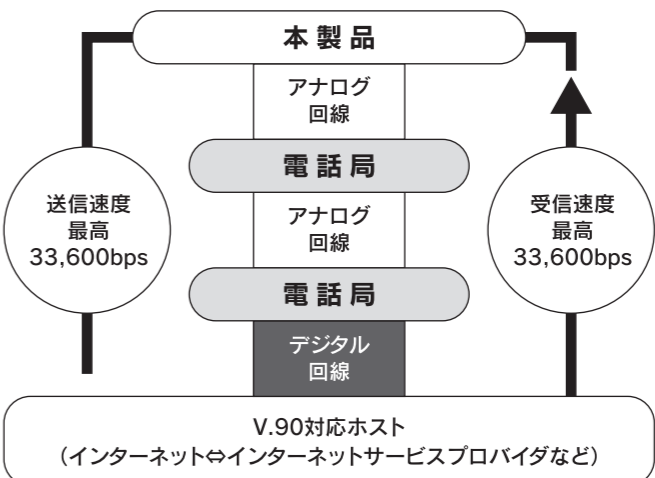 本製品
アナログ
回線
電話局
アナログ
回線
電話局
デジタル
回線
送信速度
最高
33,600bps
受信速度
最高
33,600bps
V.90対応ホスト
（インターネット⇔インターネットサービスプロバイダなど）